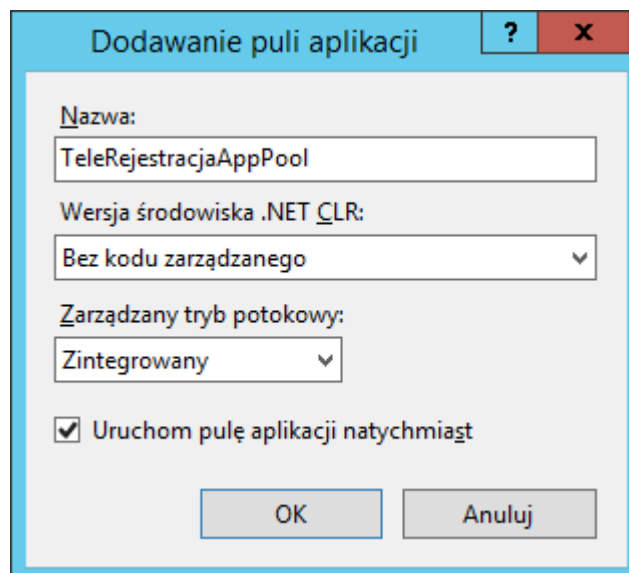 Dodawanie puli aplikacji
?
x
Nazwa:
TeleRejestracjaAppPool
Wersja środowiska .NET CLR:
Bez kodu zarządzanego
Zarządzany tryb potokowy:
Zintegrowany
Uruchom pulę aplikacji natychmiast
OK Anuluj